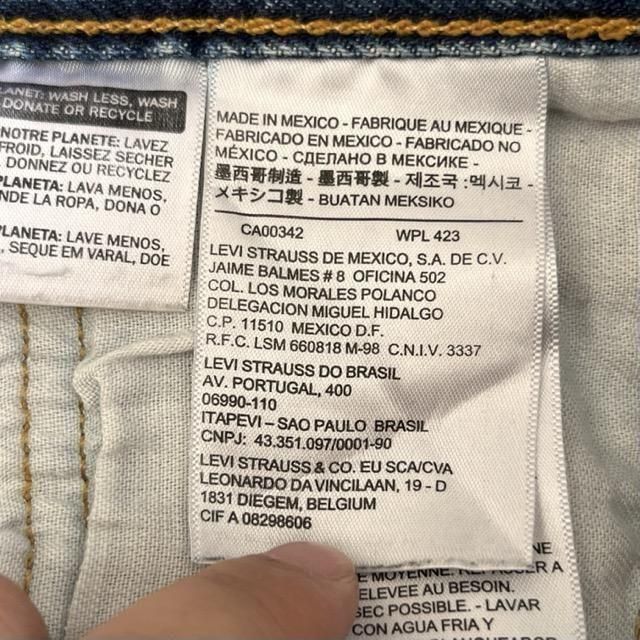 LANET: WASH LESS, WASH
DONATE OR RECYCLE
NOTRE PLANETE: LAVEZ
FROID, LAISSEZ SECHER
DONNEZ OU RECYCLEZ
PLANETA: LAVA MENOS,
NDE LA ROPA, DONA O
PLANETA: LAVE MENOS,
, SEQUE EM VARAL, DOE
MADE IN MEXICO - FABRIQUE AU MEXIQUE -
FABRICADO EN MEXICO - FABRICADO NO
MÉXICO - СДЕЛАНО В МЕКСИКЕ -
墨西哥制造 - 墨西哥製 - 제조국 :멕시코 -
メキシコ製 - BUATAN MEKSIKO
CA00342 WPL 423
LEVI STRAUSS DE MEXICO, S.A. DE C.V.
JAIME BALMES # 8 OFICINA 502
COL. LOS MORALES POLANCO
DELEGACION MIGUEL HIDALGO
C.P. 11510 MEXICO D.F.
R.F.C. LSM 660818 M-98 C.N.I.V. 3337
LEVI STRAUSS DO BRASIL
AV. PORTUGAL, 400
06990-110
ITAPEVI – SAO PAULO BRASIL
CNPJ: 43.351.097/0001-90
LEVI STRAUSS & CO. EU SCA/CVA
LEONARDO DA VINCILAAN, 19 - D
1831 DIEGEM, BELGIUM
CIF A 08298606
NE
E MOYENNE. REPASSER A
ELEVEE AU BESOIN.
SEC POSSIBLE. - LAVAR
CON AGUA FRIA Y